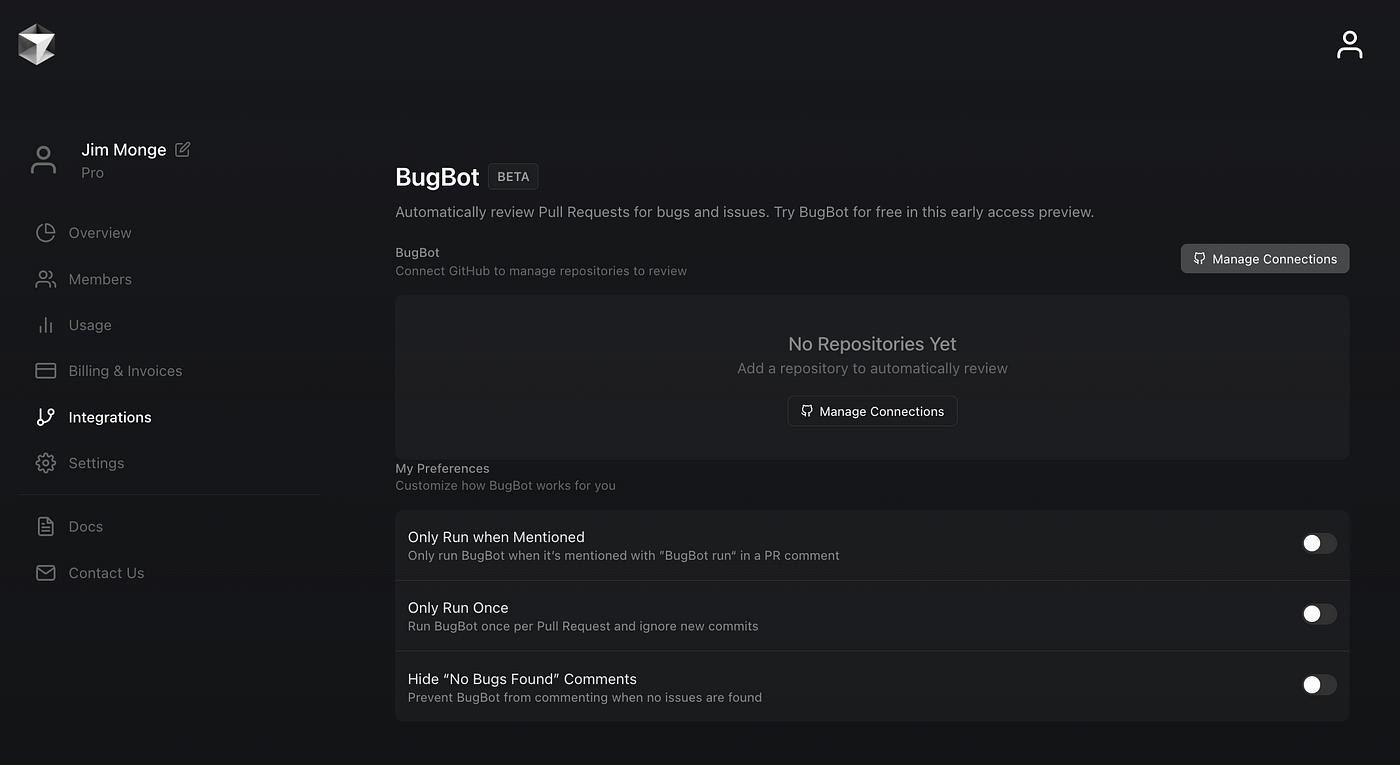 Jim Monge
Pro
Overview
Members
Usage
Billing & Invoices
Integrations
Settings
Docs
Contact Us
BugBot BETA
Automatically review Pull Requests for bugs and issues. Try BugBot for free in this early access preview.
BugBot
Connect GitHub to manage repositories to review
Manage Connections
No Repositories Yet
Add a repository to automatically review
Manage Connections
My Preferences
Customize how BugBot works for you
Only Run when Mentioned
Only run BugBot when it's mentioned with ”BugBot run“ in a PR comment
Only Run Once
Run BugBot once per Pull Request and ignore new commits
Hide “No Bugs Found” Comments
Prevent BugBot from commenting when no issues are found